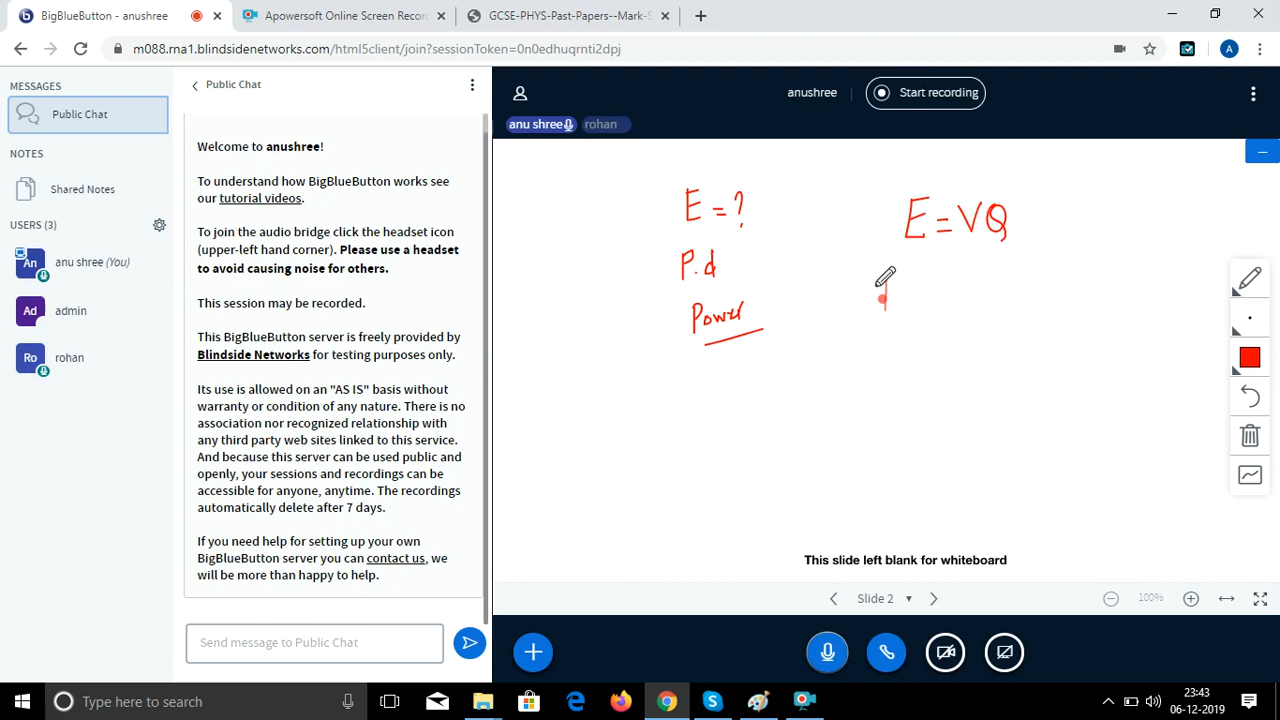 BigBlueButton - anushree
Apowersoft Online Screen Record
GCSE-PHYS-Past-Papers--Mark-S
m088.rna1.blindsidenetworks.com/html5client/join?sessionToken=0n0edhuqrnti2dpj
A
MESSAGES
Public Chat
NOTES
Shared Notes
USERS (3)
An
anu shree (You)
Ad
admin
Ro
rohan
Public Chat
Welcome to anushree!
To understand how BigBlueButton works see
our tutorial videos.
To join the audio bridge click the headset icon
(upper-left hand corner). Please use a headset
to avoid causing noise for others.
This session may be recorded.
This BigBlueButton server is freely provided by
Blindside Networks for testing purposes only.
Its use is allowed on an "AS IS" basis without
warranty or condition of any nature. There is no
association nor recognized relationship with
any third party web sites linked to this service.
And because this server can be used public and
openly, your sessions and recordings can be
accessible for anyone, anytime. The recordings
automatically delete after 7 days.
If you need help for setting up your own
BigBlueButton server you can contact us, we
will be more than happy to help.
Send message to Public Chat
anushree
Start recording
anu shree
rohan
E = ?
P.d
Power
E = VQ
This slide left blank for whiteboard
Slide 2
100%
Type here to search
23:43
06-12-2019